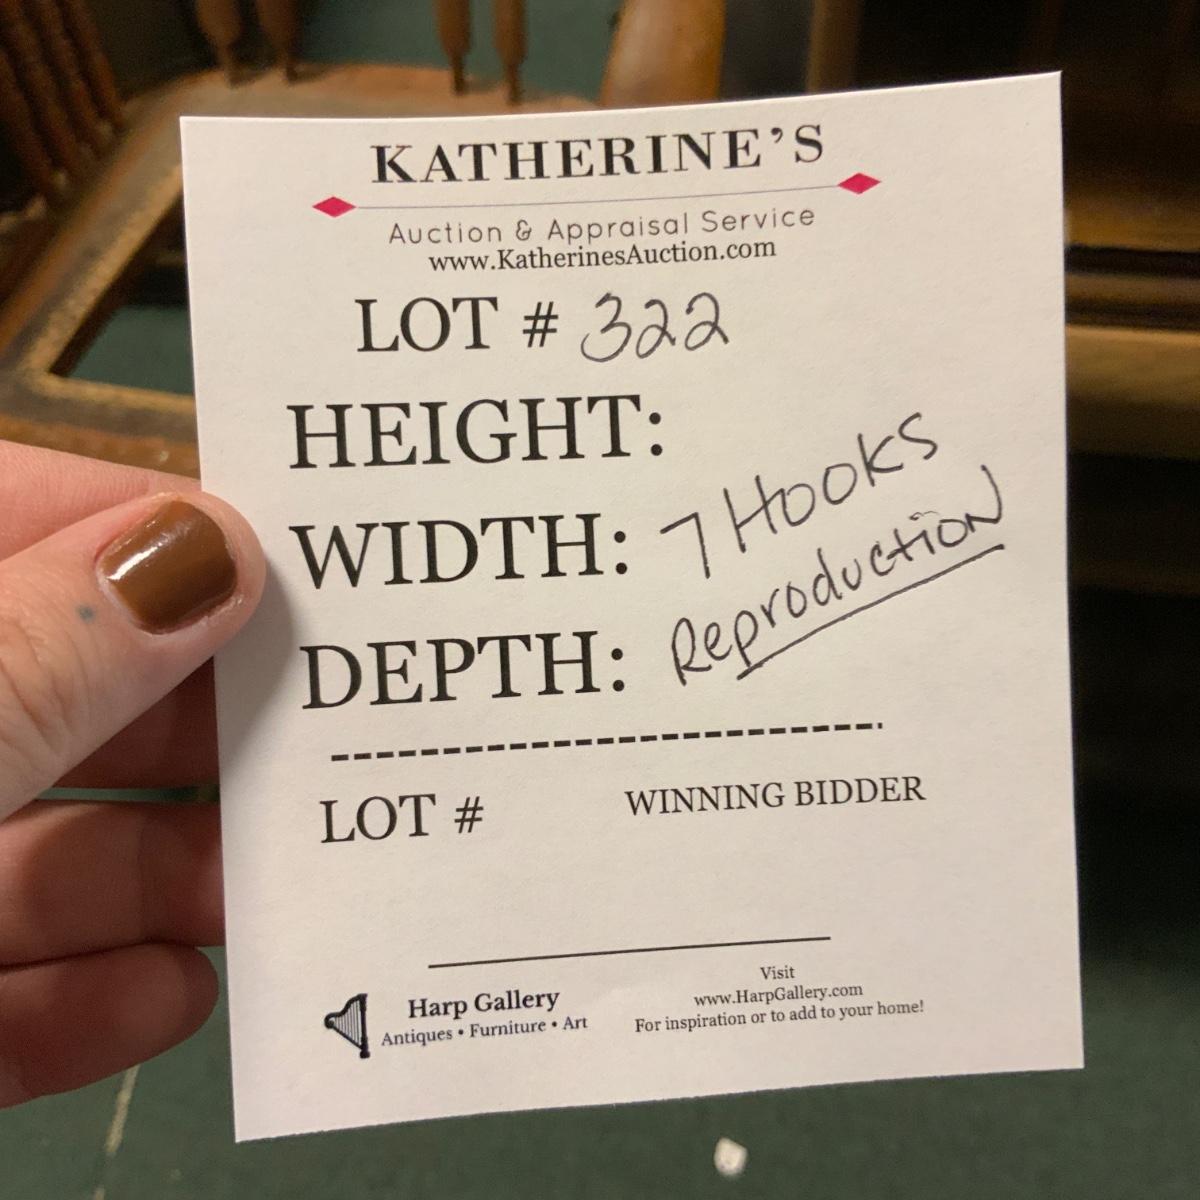 KATHERINE'S
Auction & Appraisal Service
www.KatherinesAuction.com
LOT # 322
HEIGHT:
WIDTH: 7 Hooks
DEPTH: Reproduction
LOT # WINNING BIDDER
Harp Gallery
Antiques • Furniture • Art
Visit
www.HarpGallery.com
For inspiration or to add to your home!